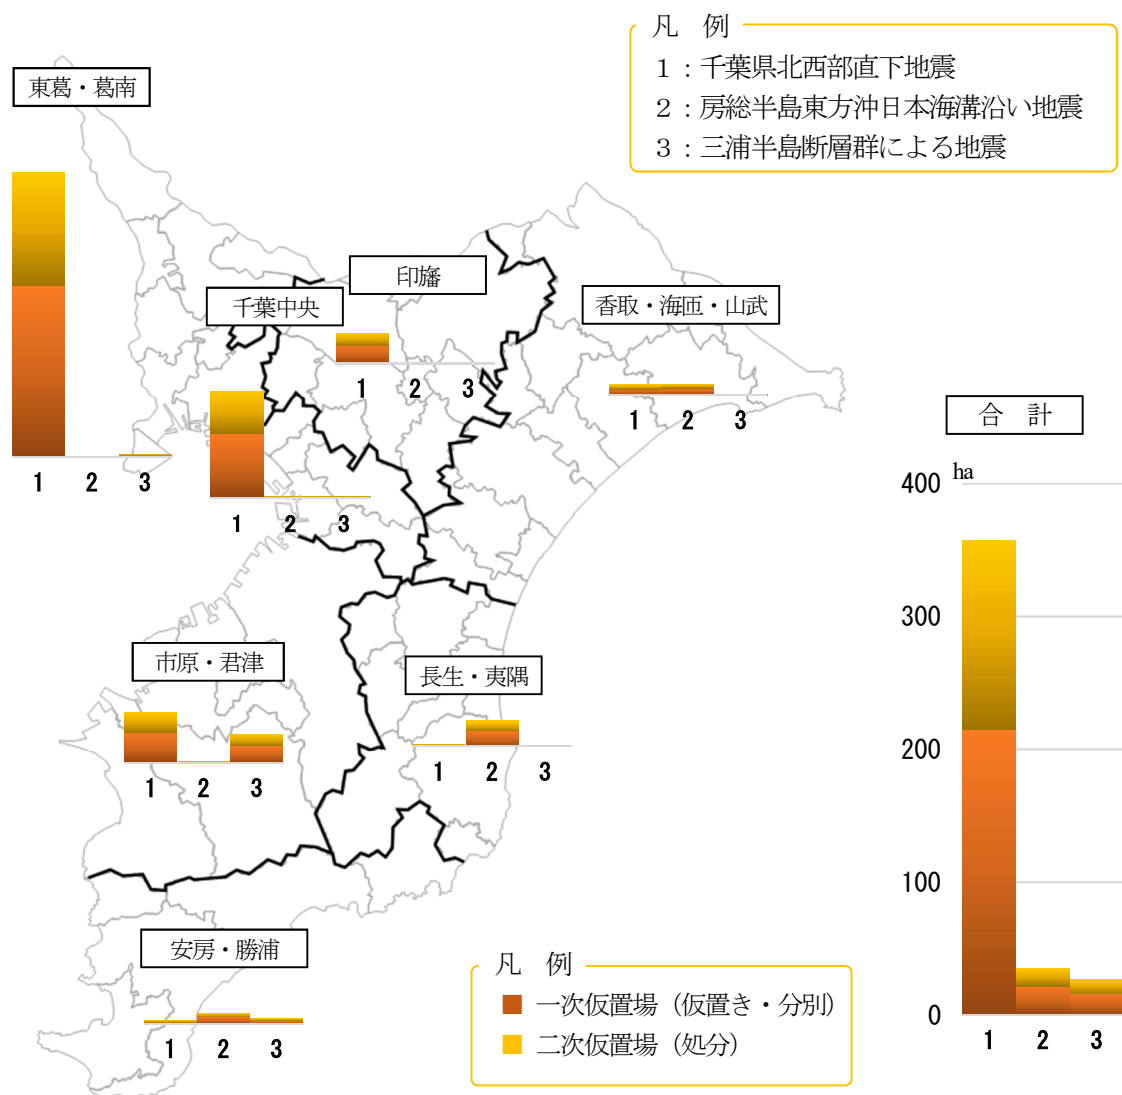 凡 例
1：千葉県北西部直下地震
2：房総半島東方沖日本海溝沿い地震
3：三浦半島断層群による地震
東葛・葛南
1 2 3
千葉中央
1 2 3
印旛
1 2 3
香取・海匝・山武
1 2 3
市原・君津
1 2 3
長生・夷隅
1 2 3
安房・勝浦
1 2 3
合 計
ha
400
300
200
100
0
1 2 3
凡 例
一次仮置場（仮置き・分別）
二次仮置場（処分）